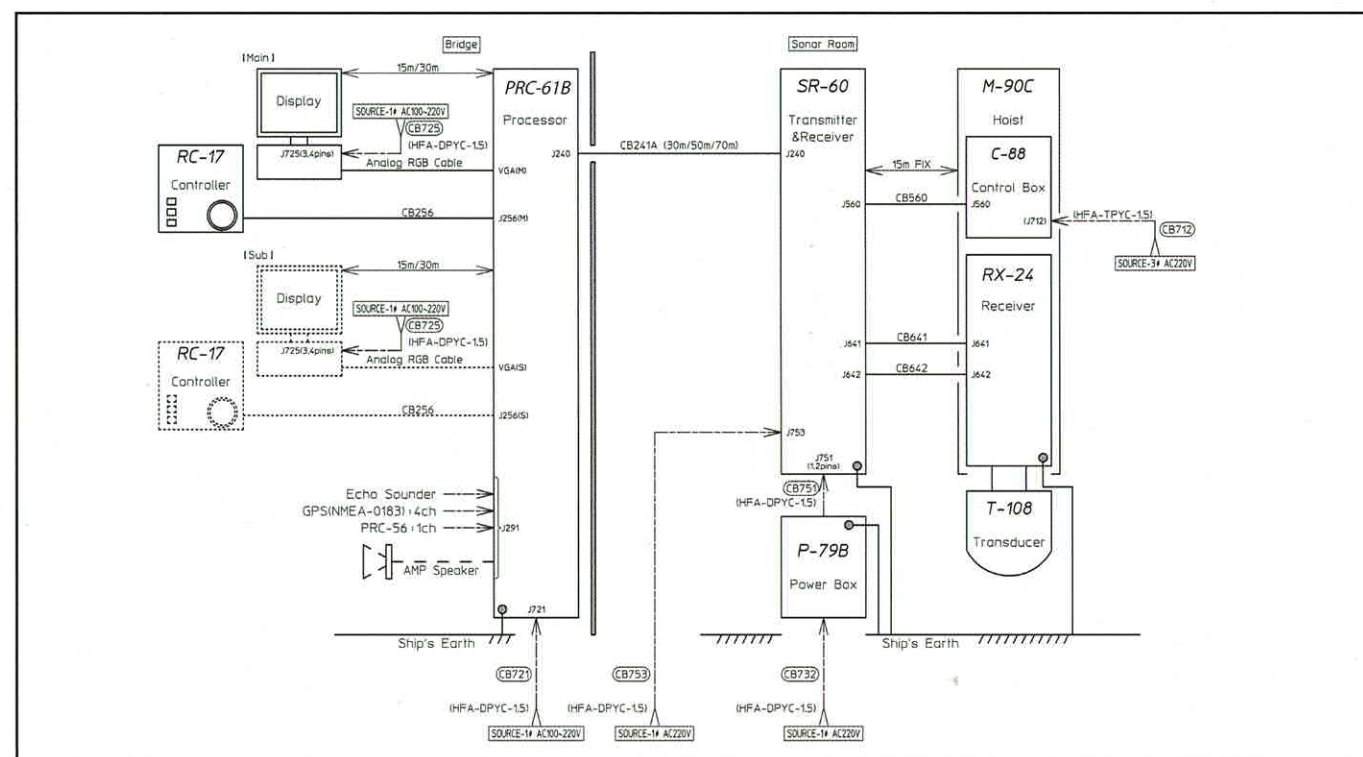 Bridge
Sonar Room
[Main]
15m/30m
Display
SOURCE-1φ AC100~220V
CB725
(HFA-DPYC-1.5)
J725(3,4pins)
Analog RGB Cable
VGA(M)
RC-17
Controller
CB256
J256(M)
[Sub]
15m/30m
Display
SOURCE-1φ AC100~220V
CB725
(HFA-DPYC-1.5)
J725(3,4pins)
Analog RGB Cable
VGA(S)
RC-17
Controller
CB256
J256(S)
PRC-61B
Processor
J240
CB241A (30m/50m/70m)
Echo Sounder
GPS(NMEA-0183) : 4ch
PRC-56 : 1ch
J291
AMP Speaker
J721
Ship's Earth
CB721
(HFA-DPYC-1.5)
SOURCE-1φ AC100~220V
SR-60
Transmitter
&Receiver
J240
J560
J641
J642
J753
J751
(1,2pins)
15m FIX
CB560
CB641
CB642
M-90C
Hoist
C-88
Control Box
J560
(J712)
(HFA-TPYC-1.5)
CB712
SOURCE-3φ AC220V
RX-24
Receiver
J641
J642
T-108
Transducer
CB751
(HFA-DPYC-1.5)
P-79B
Power Box
Ship's Earth
CB753
(HFA-DPYC-1.5)
SOURCE-1φ AC220V
CB732
(HFA-DPYC-1.5)
SOURCE-1φ AC220V